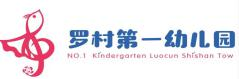 罗村第一幼儿园
NO.1 Kindergarten Luocun Shishan Tow